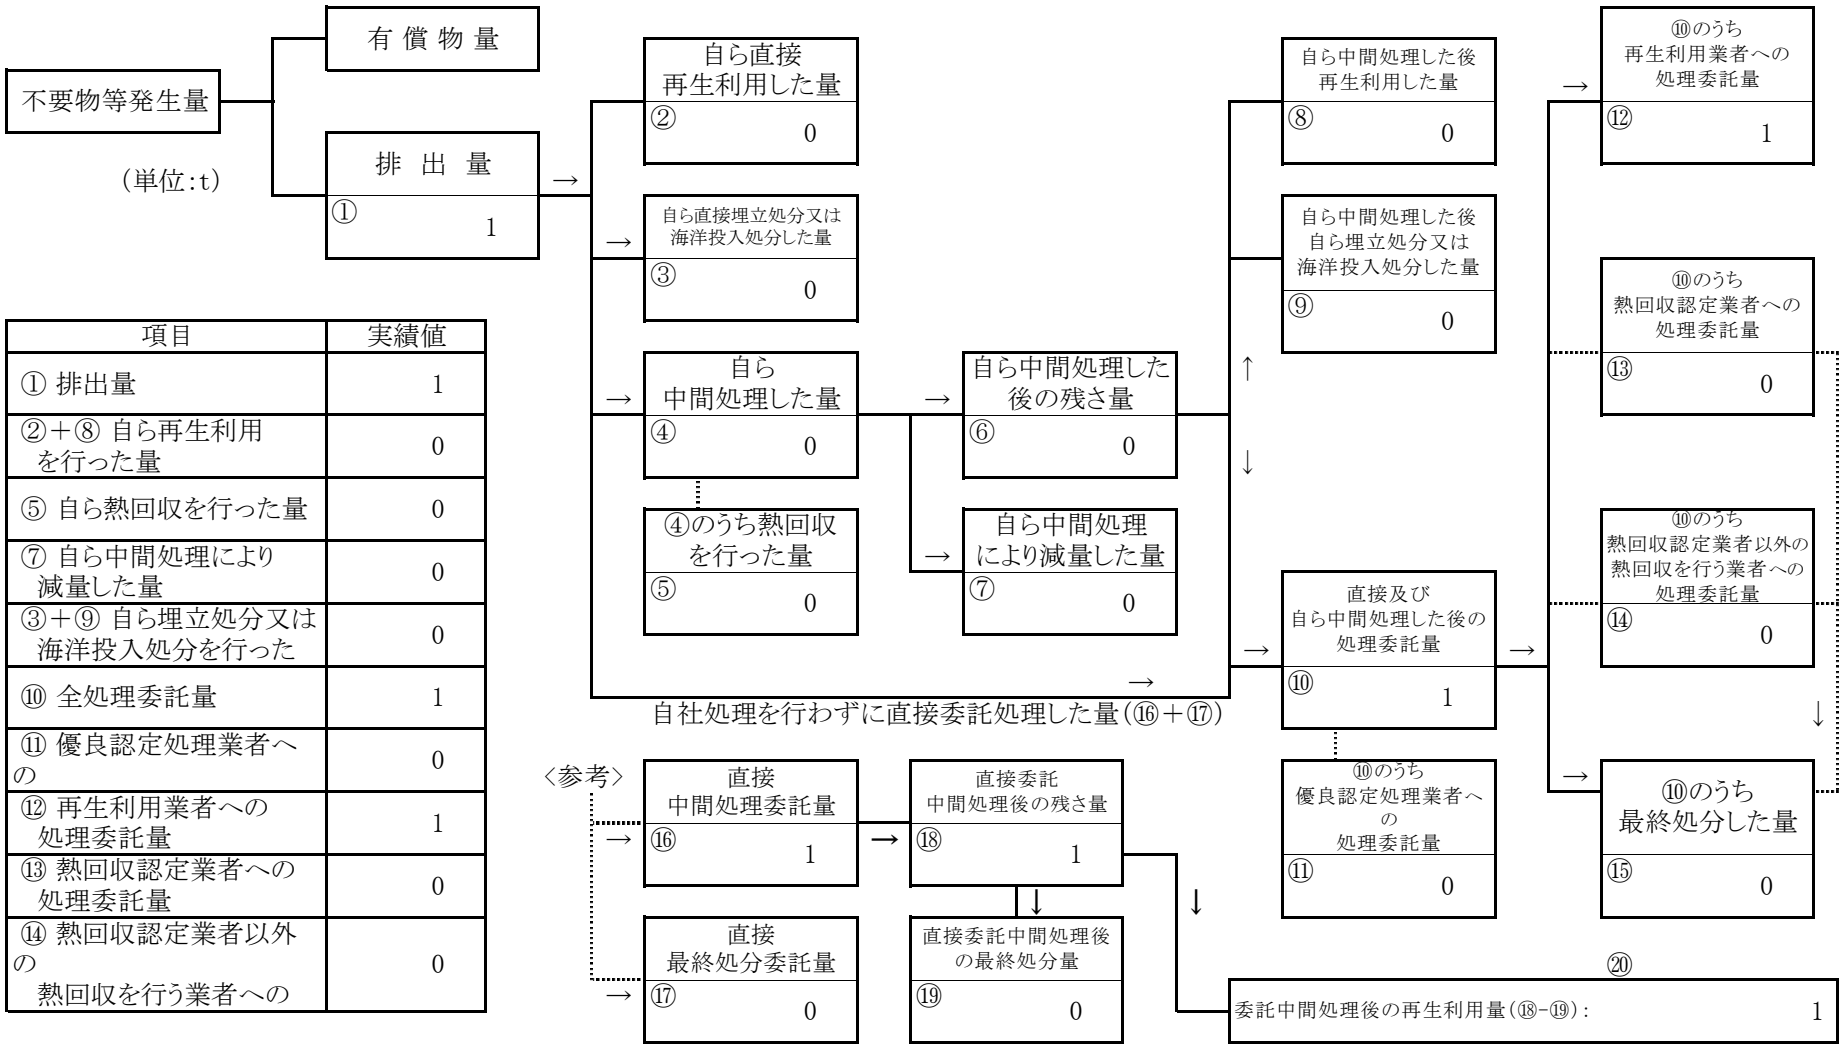 不要物等発生量
(単位:t)
有償物量
排出量
①
1
→
自ら直接
再生利用した量
②
0
→
自ら直接埋立処分又は
海洋投入処分した量
③
0
→
自ら
中間処理した量
④
0
④のうち熱回収
を行った量
⑤
0
→
自ら中間処理した
後の残さ量
⑥
0
→
自ら中間処理
により減量した量
⑦
0
自ら中間処理した後
再生利用した量
⑧
0
自ら中間処理した後
自ら埋立処分又は
海洋投入処分した量
⑨
0
↑
↓
→
自社処理を行わずに直接委託処理した量(⑯+⑰)
→
直接及び
自ら中間処理した後の
処理委託量
⑩
1
⑩のうち
優良認定処理業者へ
の
処理委託量
⑪
0
→
→
⑩のうち
再生利用業者への
処理委託量
⑫
1
⑩のうち
熱回収認定業者への
処理委託量
⑬
0
⑩のうち
熱回収認定業者以外の
熱回収を行う業者への
処理委託量
⑭
0
↓
→
⑩のうち
最終処分した量
⑮
0
項目 実績値
① 排出量 1
②+⑧ 自ら再生利用
を行った量 0
⑤ 自ら熱回収を行った量 0
⑦ 自ら中間処理により
減量した量 0
③+⑨ 自ら埋立処分又は
海洋投入処分を行った 0
⑩ 全処理委託量 1
⑪ 優良認定処理業者へ
の 0
⑫ 再生利用業者への
処理委託量 1
⑬ 熱回収認定業者への
処理委託量 0
⑭ 熱回収認定業者以外
の 0
熱回収を行う業者への
<参考>
→
直接
中間処理委託量
⑯
1
→
直接委託
中間処理後の残さ量
⑱
1
→
直接
最終処分委託量
⑰
0
↓
直接委託中間処理後
の最終処分量
⑲
0
↓
⑳
委託中間処理後の再生利用量(⑱-⑲): 1